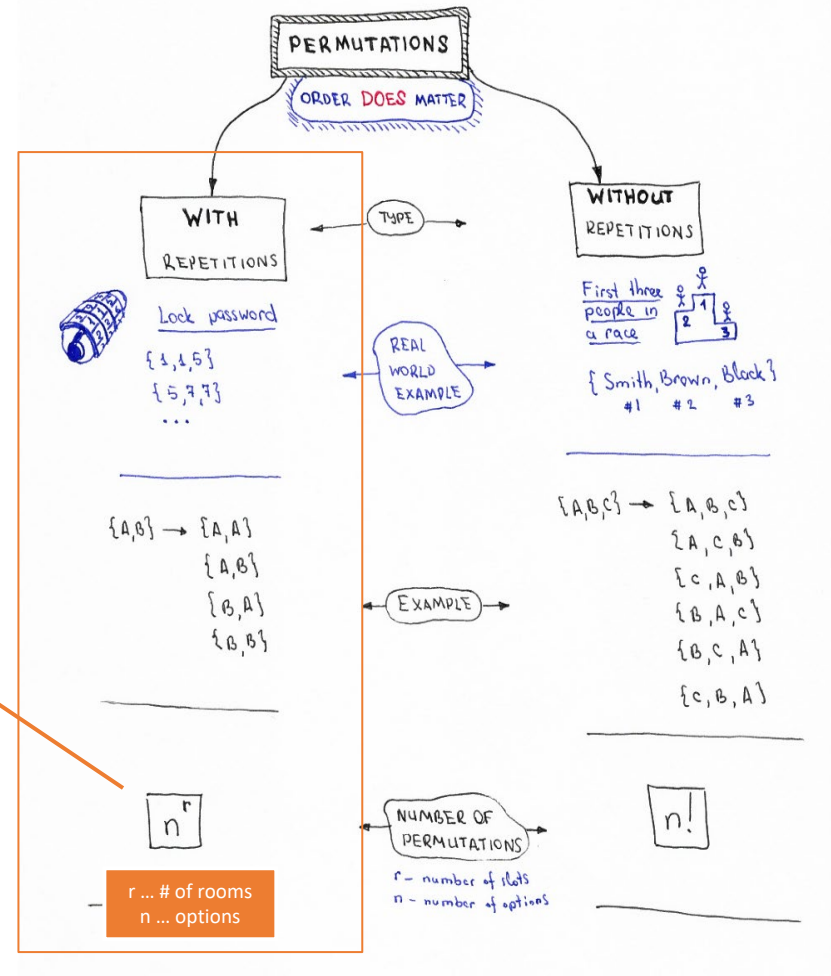 PERMUTATIONS
ORDER DOES MATTER
WITH
REPETITIONS
TYPE
WITHOUT
REPETITIONS
Lock password
{1,1,5}
{5,7,7}
...
REAL
WORLD
EXAMPLE
First three
people in
a race
1
2
3
{Smith, Brown, Black}
#1 #2 #3
{A,B} → {A,A}
{A,B}
{B,A}
{B,B}
EXAMPLE
{A,B,C} → {A,B,C}
{A,C,B}
{C,A,B}
{B,A,C}
{B,C,A}
{C,B,A}
n^r
r ... # of rooms
n ... options
NUMBER OF
PERMUTATIONS
r - number of slots
n - number of options
n!